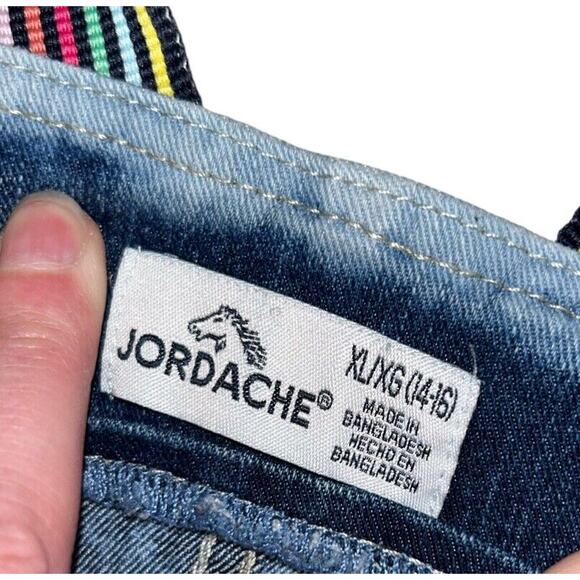 JORDACHE®
XL/XG (14-16)
MADE IN
BANGLADESH
HECHO EN
BANGLADESH